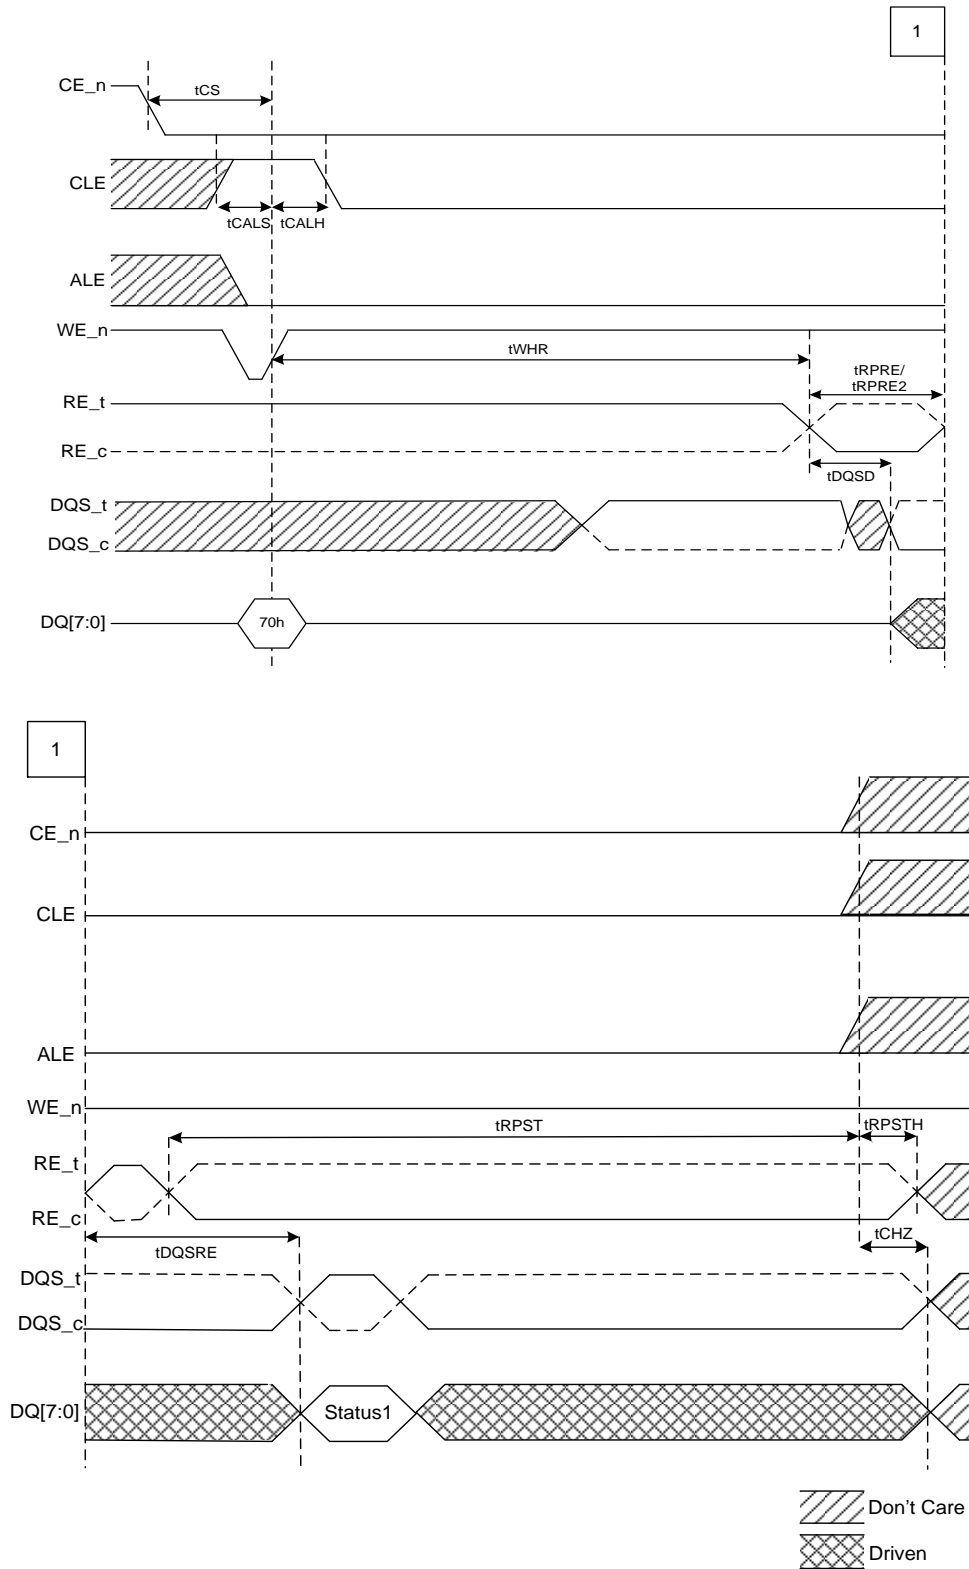 1
CE_n
tCS
CLE
tCALS
tCALH
ALE
WE_n
tWHR
tRPRE/
tRPRE2
RE_t
RE_c
tDQSD
DQS_t
DQS_c
DQ[7:0]
70h
1
CE_n
CLE
ALE
WE_n
tRPST
tRPSTH
RE_t
RE_c
tDQSRE
tCHZ
DQS_t
DQS_c
DQ[7:0]
Status1
Don't Care
Driven